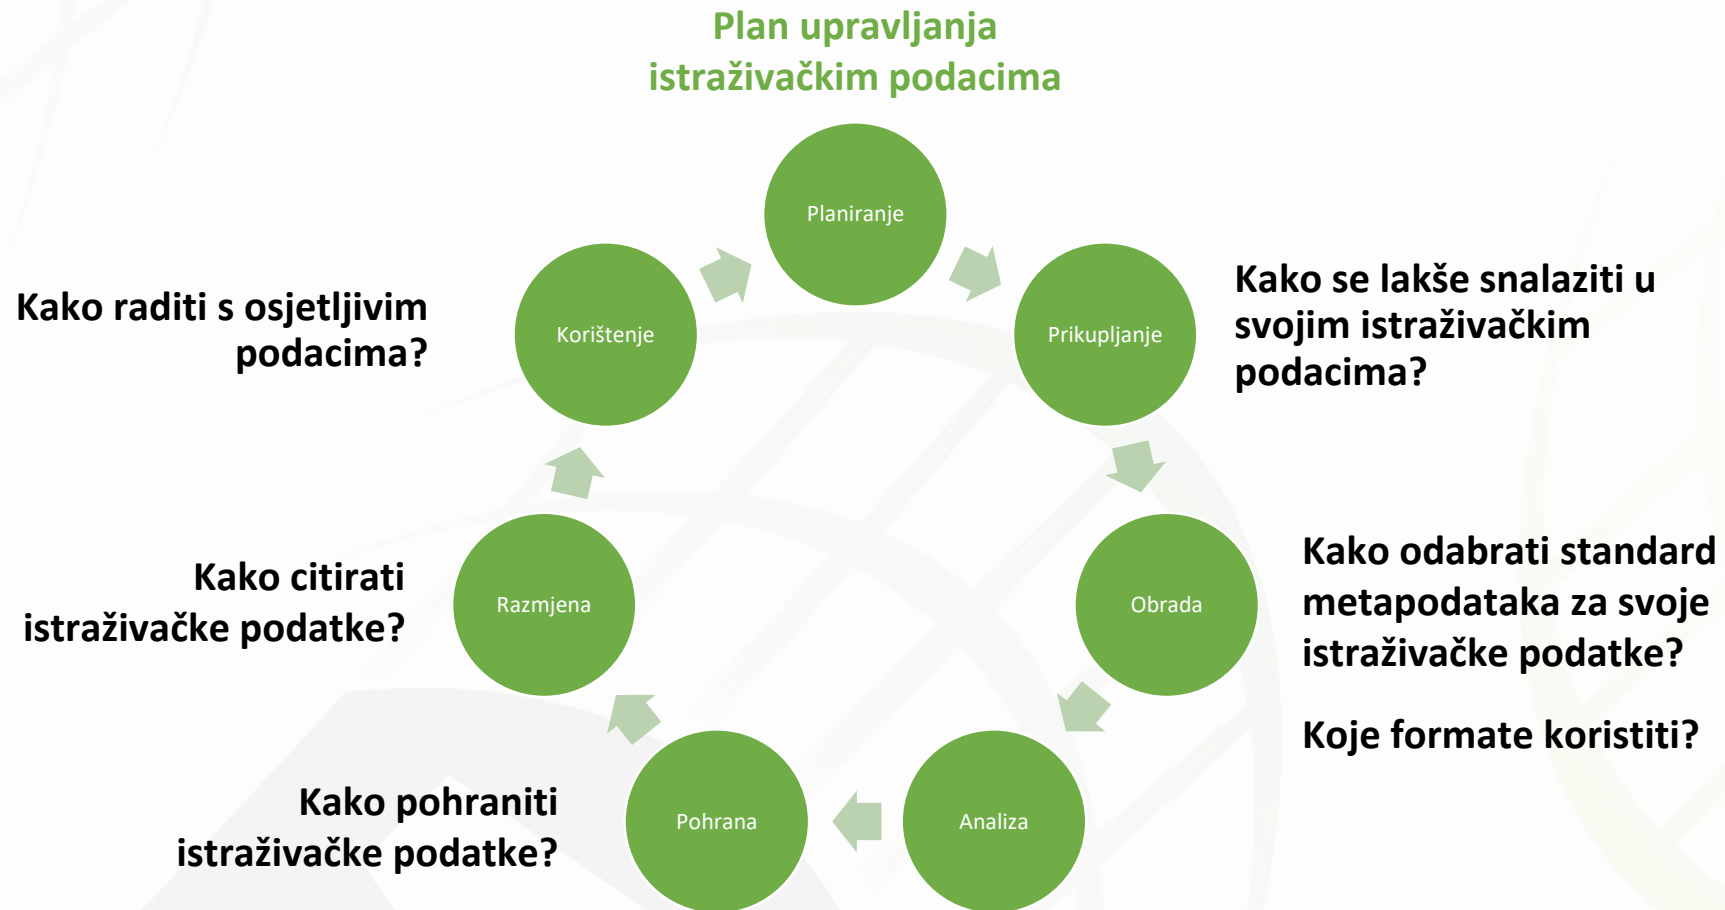 Plan upravljanja
istraživačkim podacima
Planiranje
Prikupljanje
Kako se lakše snalaziti u
svojim istraživačkim
podacima?
Obrada
Kako odabrati standard
metapodataka za svoje
istraživačke podatke?
Koje formate koristiti?
Analiza
Pohrana
Kako pohraniti
istraživačke podatke?
Razmjena
Kako citirati
istraživačke podatke?
Korištenje
Kako raditi s osjetljivim
podacima?